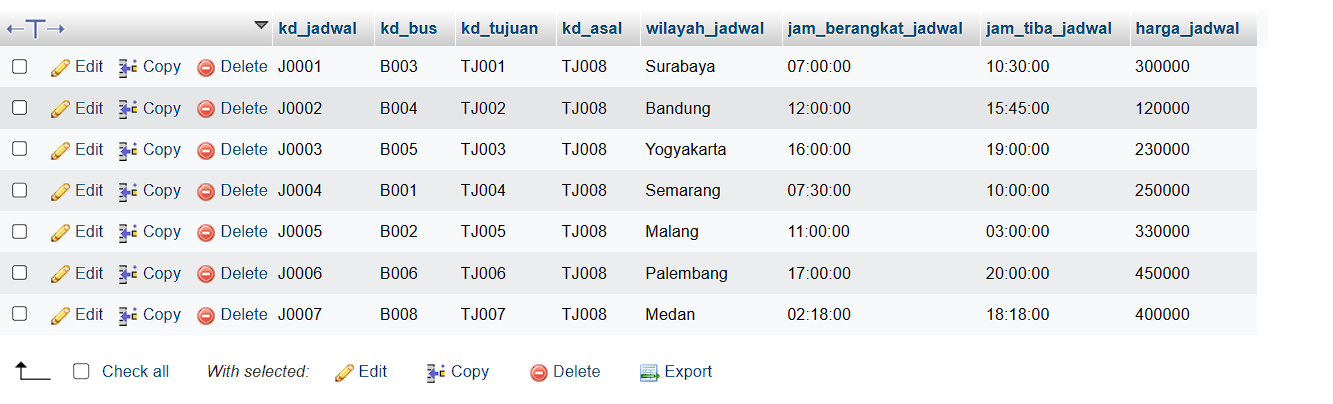 kd_jadwal kd_bus kd_tujuan kd_asal wilayah_jadwal jam_berangkat_jadwal jam_tiba_jadwal harga_jadwal
Edit Copy Delete J0001 B003 TJ001 TJ008 Surabaya 07:00:00 10:30:00 300000
Edit Copy Delete J0002 B004 TJ002 TJ008 Bandung 12:00:00 15:45:00 120000
Edit Copy Delete J0003 B005 TJ003 TJ008 Yogyakarta 16:00:00 19:00:00 230000
Edit Copy Delete J0004 B001 TJ004 TJ008 Semarang 07:30:00 10:00:00 250000
Edit Copy Delete J0005 B002 TJ005 TJ008 Malang 11:00:00 03:00:00 330000
Edit Copy Delete J0006 B006 TJ006 TJ008 Palembang 17:00:00 20:00:00 450000
Edit Copy Delete J0007 B008 TJ007 TJ008 Medan 02:18:00 18:18:00 400000
Check all With selected: Edit Copy Delete Export